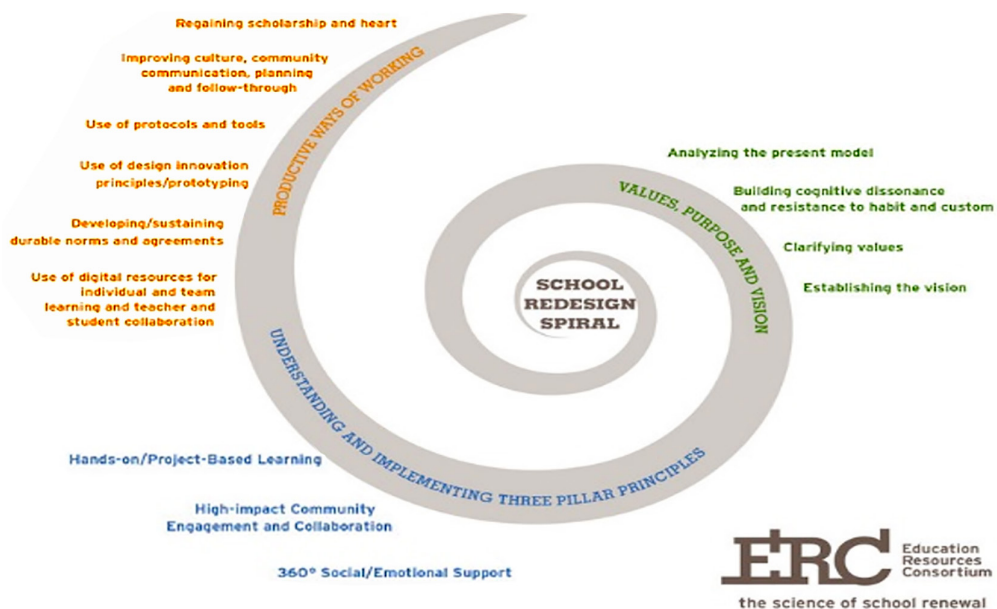 Regaining scholarship and heart
Improving culture, community
communication, planning
and follow-through
Use of protocols and tools
Use of design innovation
principles/prototyping
Developing/sustaining
durable norms and agreements
Use of digital resources for
individual and team
learning and teacher and
student collaboration
PRODUCTIVE WAYS OF WORKING
Analyzing the present model
Building cognitive dissonance
and resistance to habit and custom
Clarifying values
Establishing the vision
VALUES, PURPOSE AND VISION
SCHOOL
REDESIGN
SPIRAL
UNDERSTANDING AND IMPLEMENTING THREE PILLAR PRINCIPLES
Hands-on/Project-Based Learning
High-impact Community
Engagement and Collaboration
360° Social/Emotional Support
ERC
Education
Resources
Consortium
the science of school renewal